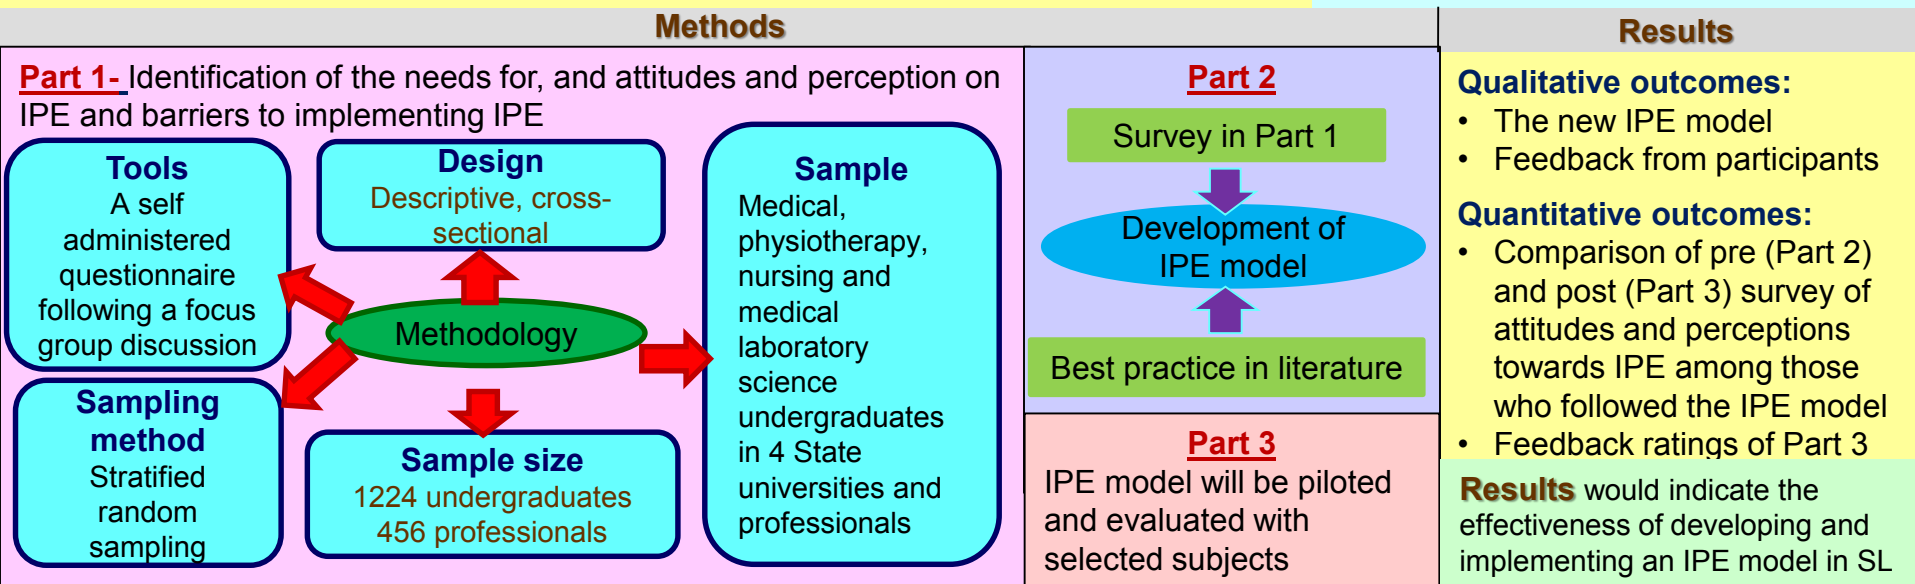 Methods
Part 1- Identification of the needs for, and attitudes and perception on
IPE and barriers to implementing IPE
Tools
A self
administered
questionnaire
following a focus
group discussion
Design
Descriptive, cross-
sectional
Methodology
Sampling
method
Stratified
random
sampling
Sample size
1224 undergraduates
456 professionals
Sample
Medical,
physiotherapy,
nursing and
medical
laboratory
science
undergraduates
in 4 State
universities and
professionals
Part 2
Survey in Part 1
Development of
IPE model
Best practice in literature
Part 3
IPE model will be piloted
and evaluated with
selected subjects
Results
Qualitative outcomes:
• The new IPE model
• Feedback from participants
Quantitative outcomes:
• Comparison of pre (Part 2)
and post (Part 3) survey of
attitudes and perceptions
towards IPE among those
who followed the IPE model
• Feedback ratings of Part 3
Results would indicate the
effectiveness of developing and
implementing an IPE model in SL